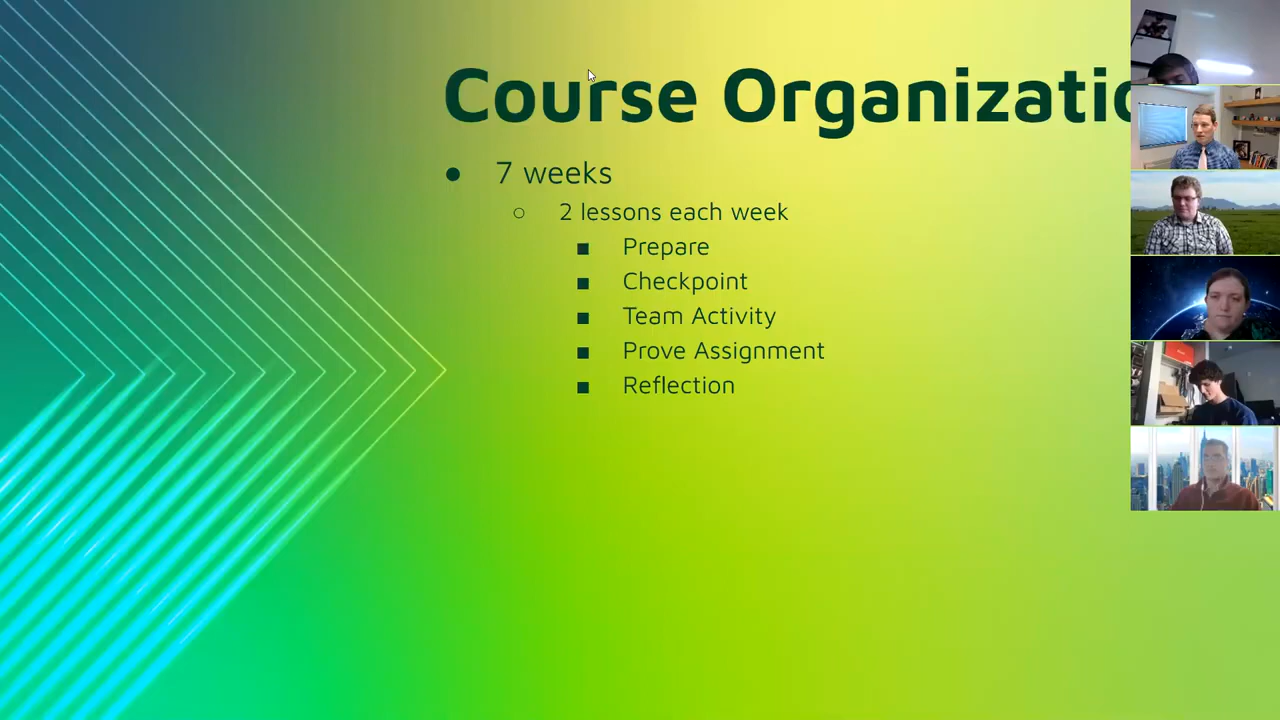 Course Organizatio
7 weeks
2 lessons each week
Prepare
Checkpoint
Team Activity
Prove Assignment
Reflection